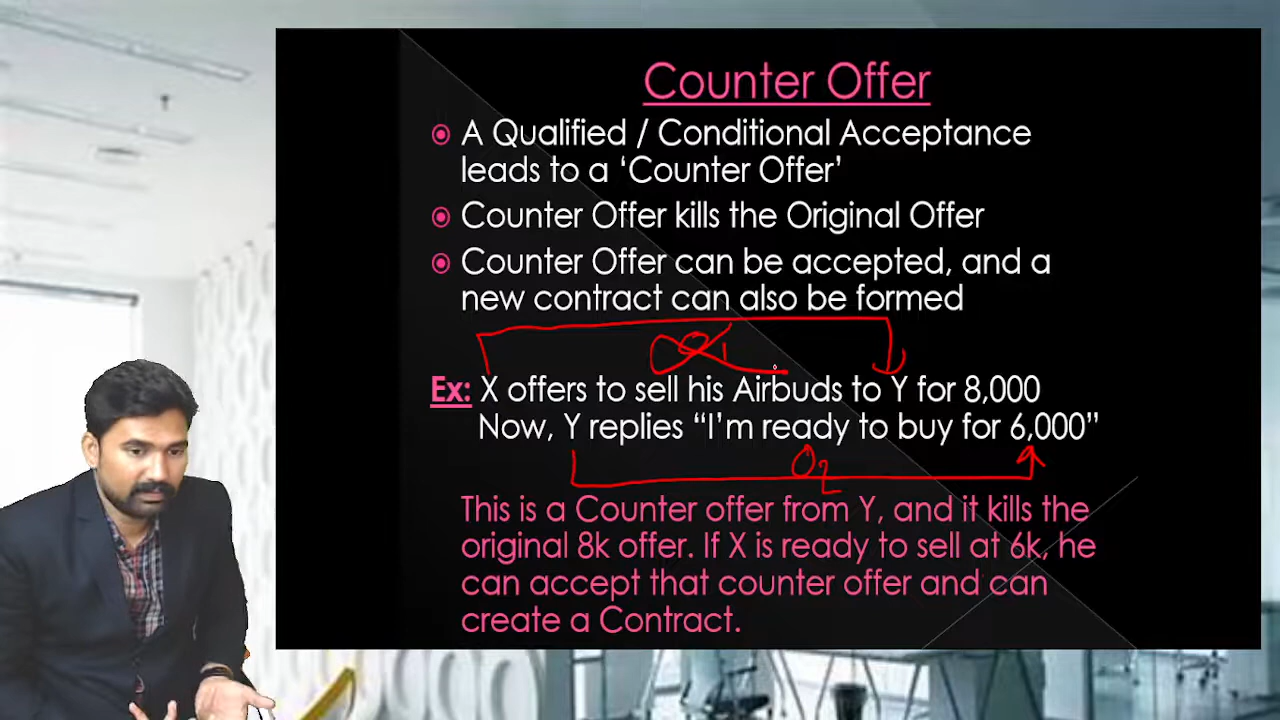 Counter Offer
A Qualified / Conditional Acceptance
leads to a ‘Counter Offer’
Counter Offer kills the Original Offer
Counter Offer can be accepted, and a
new contract can also be formed
O1
Ex: X offers to sell his Airbuds to Y for 8,000
Now, Y replies “I’m ready to buy for 6,000”
O2
This is a Counter offer from Y, and it kills the
original 8k offer. If X is ready to sell at 6k, he
can accept that counter offer and can
create a Contract.